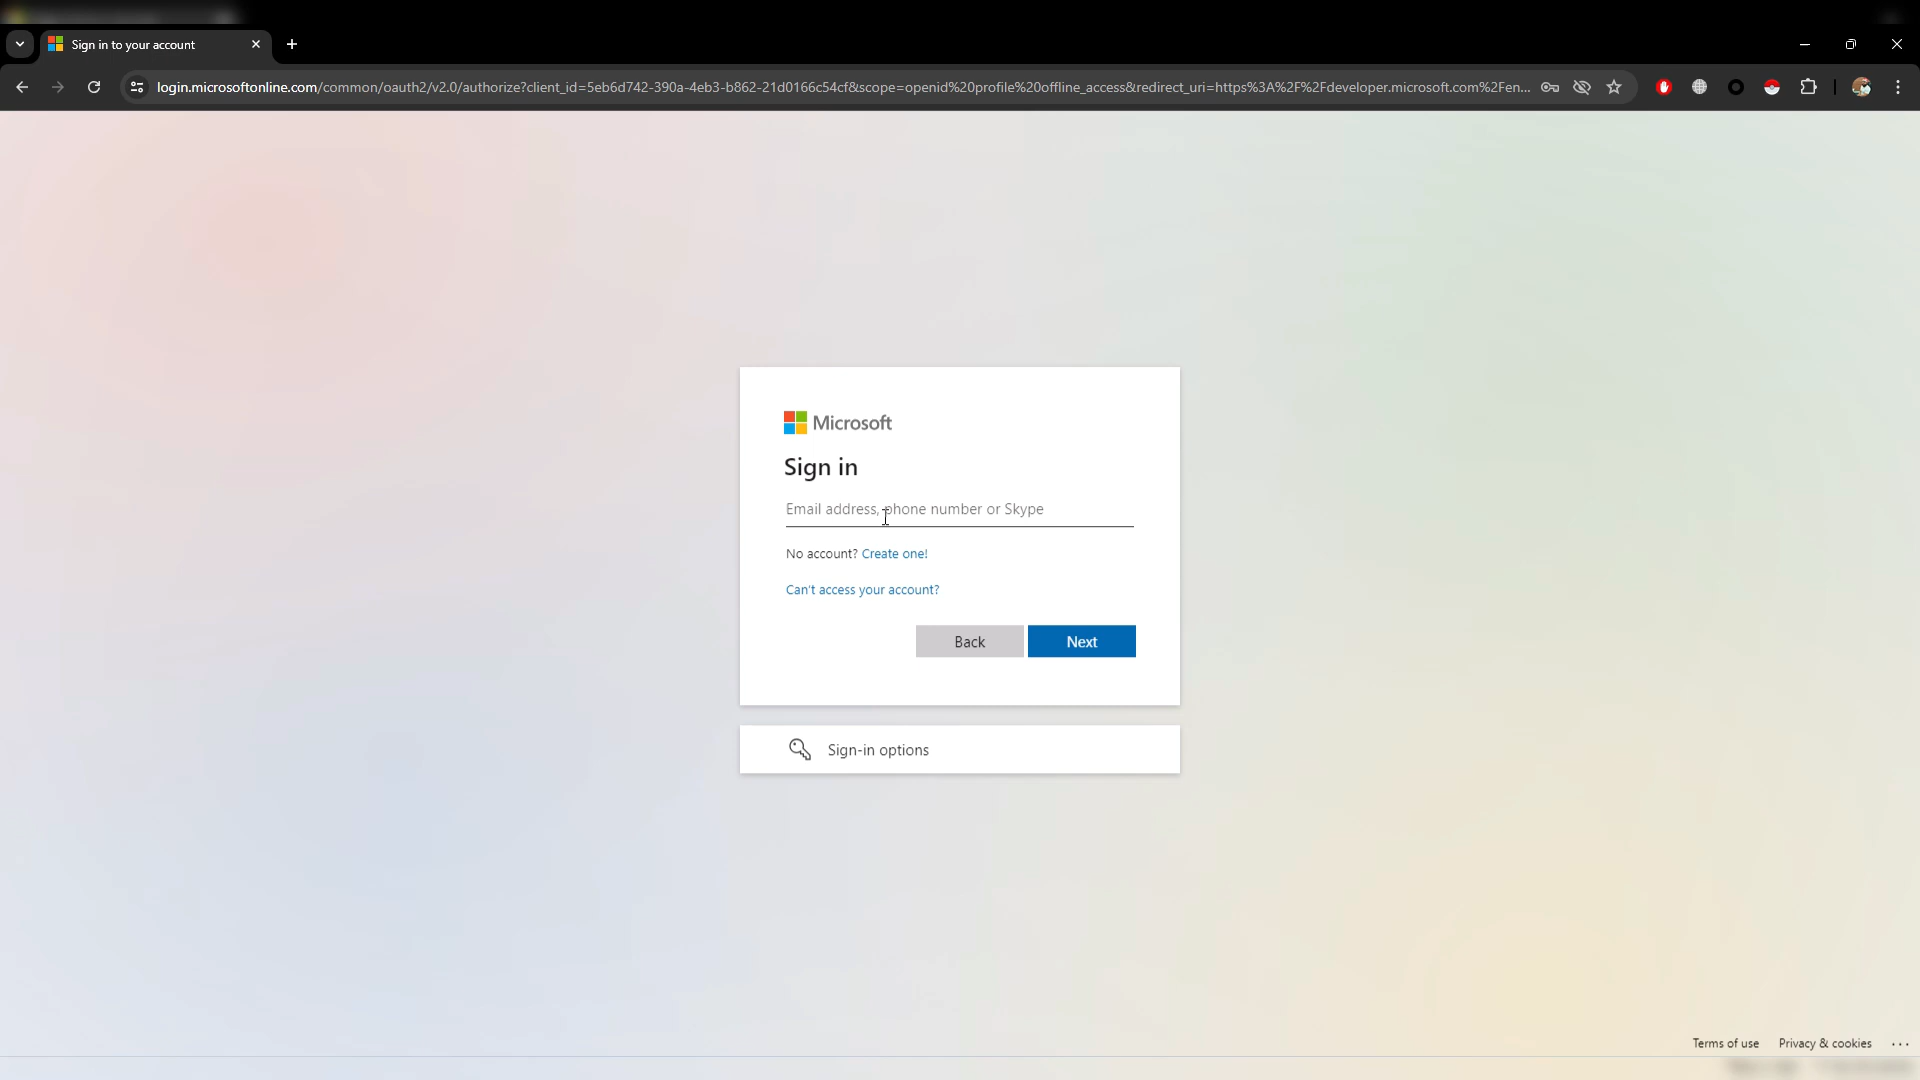 Sign in to your account
login.microsoftonline.com/common/oauth2/v2.0/authorize?client_id=5eb6d742-390a-4eb3-b862-21d0166c54cf&scope=openid%20profile%20offline_access&redirect_uri=https%3A%2F%2Fdeveloper.microsoft.com%2Fen...
Microsoft
Sign in
Email address, phone number or Skype
No account? Create one!
Can't access your account?
Back
Next
Sign-in options
Terms of use
Privacy & cookies
...